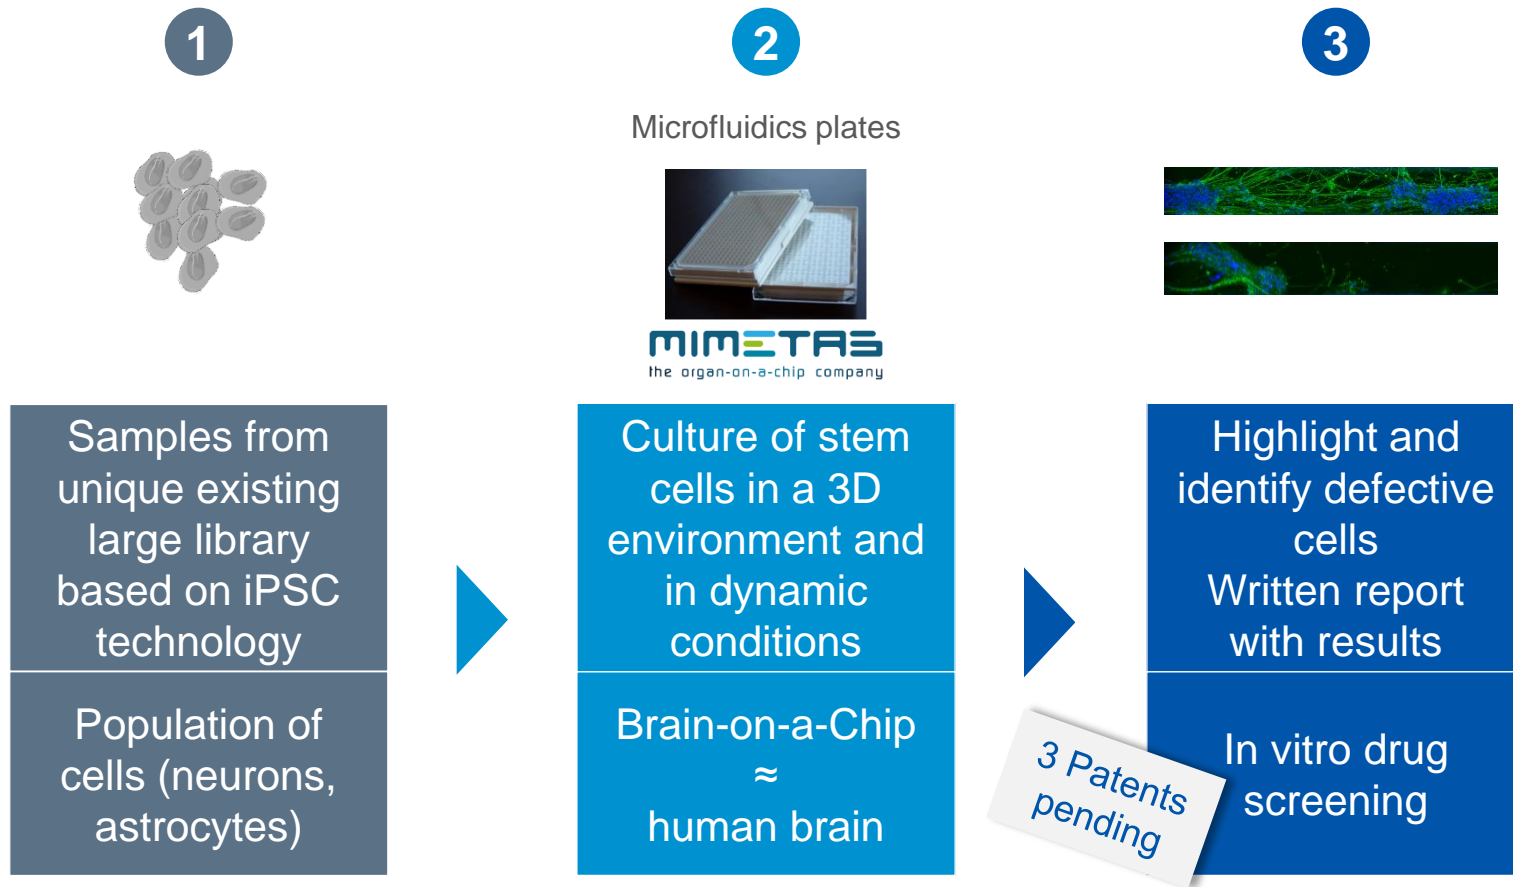 1
2
3
Microfluidics plates
MIMETAS
the organ-on-a-chip company
Samples from
unique existing
large library
based on iPSC
technology
Population of
cells (neurons,
astrocytes)
Culture of stem
cells in a 3D
environment and
in dynamic
conditions
Brain-on-a-Chip
≈
human brain
Highlight and
identify defective
cells
Written report
with results
In vitro drug
screening
3 Patents
pending